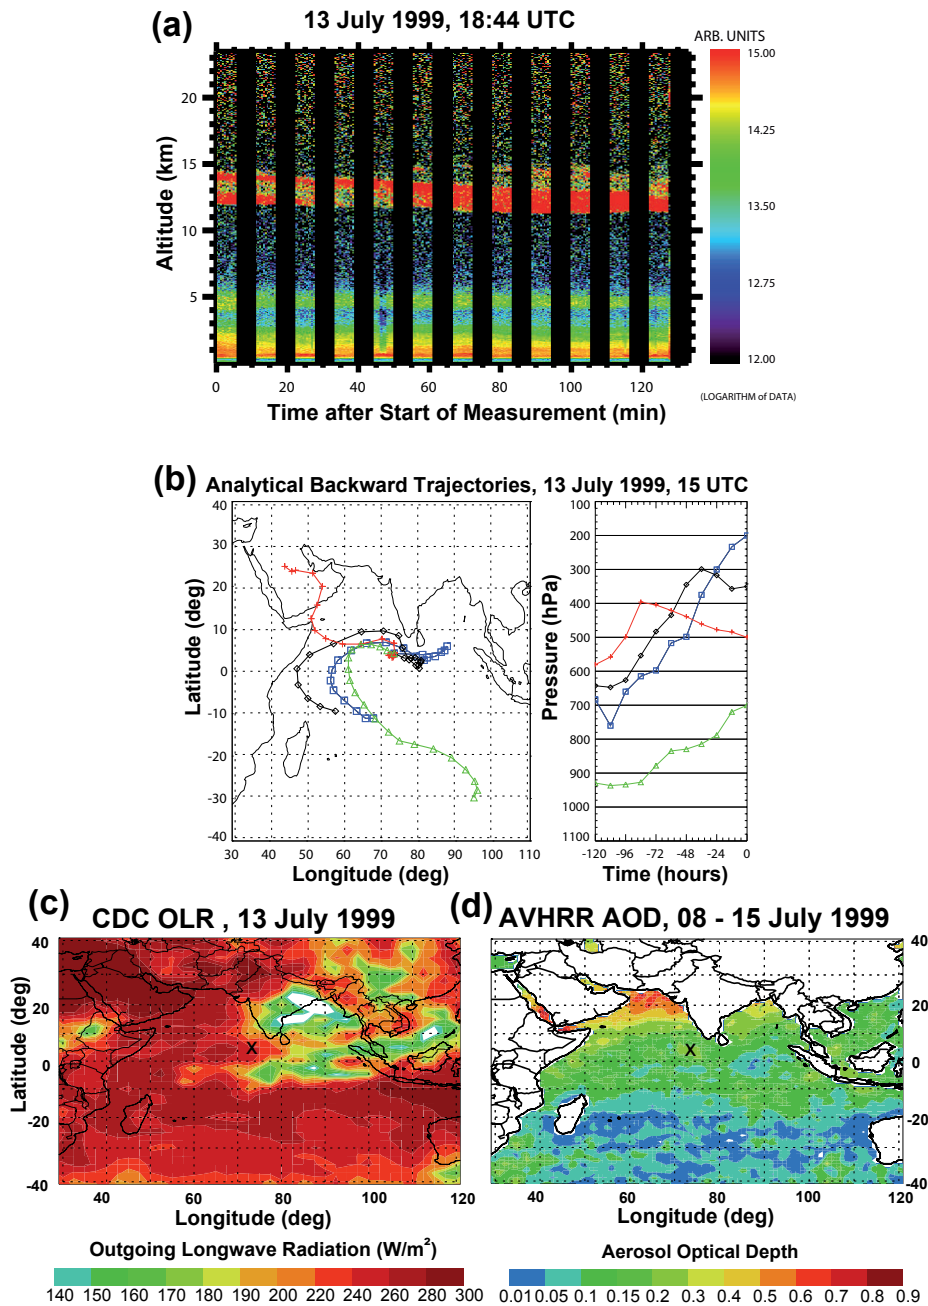 (a)
13 July 1999, 18:44 UTC
ARB. UNITS
15.00
14.25
13.50
12.75
12.00
(LOGARITHM of DATA)
Altitude (km)
20
15
10
5
0 20 40 60 80 100 120
Time after Start of Measurement (min)
(b) Analytical Backward Trajectories, 13 July 1999, 15 UTC
Latitude (deg)
40
30
20
10
0
-10
-20
-30
-40
30 40 50 60 70 80 90 100 110
Longitude (deg)
Pressure (hPa)
100
200
300
400
500
600
700
800
900
1000
1100
-120 -96 -72 -48 -24 0
Time (hours)
(c) CDC OLR , 13 July 1999
Latitude (deg)
40
20
0
-20
-40
X
40 60 80 100 120
Longitude (deg)
Outgoing Longwave Radiation (W/m²)
140 150 160 170 180 190 200 220 240 260 280 300
(d) AVHRR AOD, 08 - 15 July 1999
40
20
0
-20
-40
X
40 60 80 100 120
Longitude (deg)
Aerosol Optical Depth
0.01 0.05 0.1 0.15 0.2 0.3 0.4 0.5 0.6 0.7 0.8 0.9